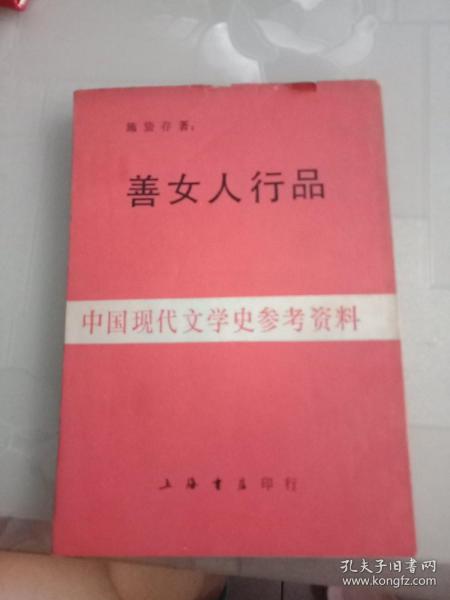 施蛰存著：
善女人行品
中国现代文学史参考资料
上海書店印行
孔夫子旧书网
www.kongfz.com